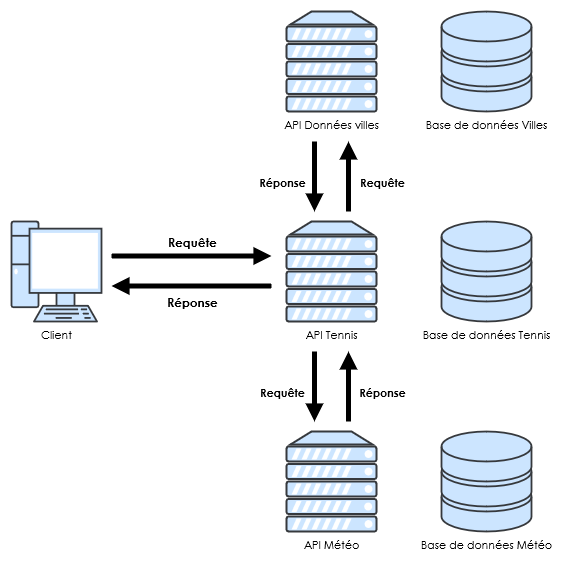 API Données villes
Base de données Villes
Réponse
Requête
Requête
Réponse
Client
API Tennis
Base de données Tennis
Requête
Réponse
API Météo
Base de données Météo